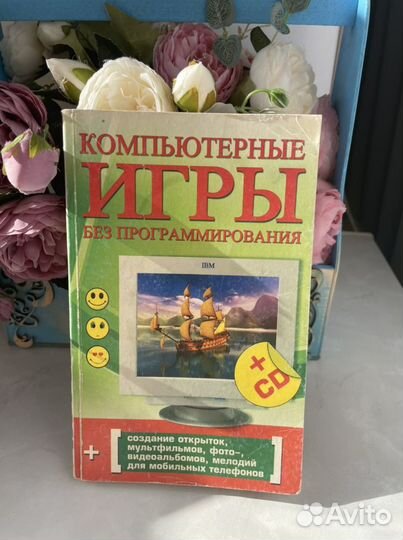 КОМПЬЮТЕРНЫЕ
ИГРЫ
БЕЗ ПРОГРАММИРОВАНИЯ
IBM
+
CD
+
создание открыток,
мультфильмов, фото-,
видеоальбомов, мелодий
для мобильных телефонов
Avito